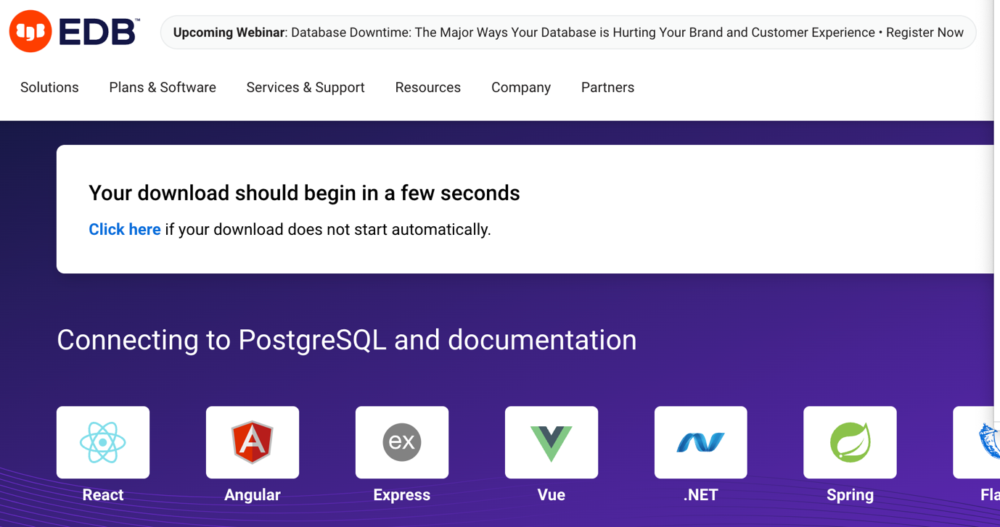 EDB™
Upcoming Webinar: Database Downtime: The Major Ways Your Database is Hurting Your Brand and Customer Experience • Register Now
Solutions Plans & Software Services & Support Resources Company Partners
Your download should begin in a few seconds
Click here if your download does not start automatically.
Connecting to PostgreSQL and documentation
A
ex
React Angular Express Vue .NET Spring Fla